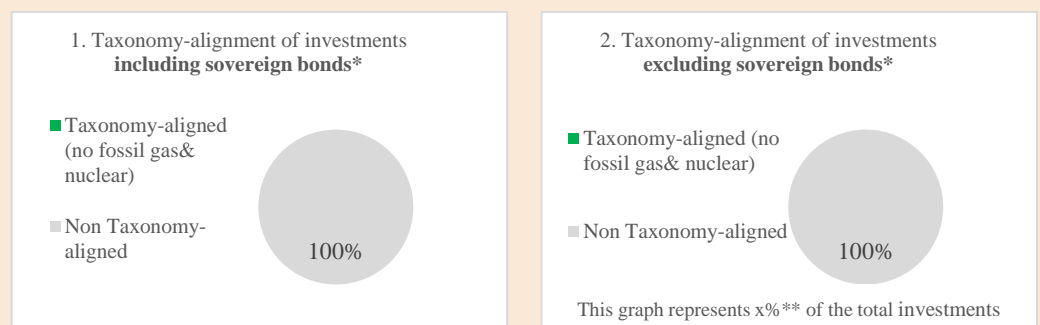 1. Taxonomy-alignment of investments
including sovereign bonds*
Taxonomy-aligned
(no fossil gas&
nuclear)
Non Taxonomy-
aligned
100%
2. Taxonomy-alignment of investments
excluding sovereign bonds*
Taxonomy-aligned (no
fossil gas& nuclear)
Non Taxonomy-aligned
100%
This graph represents x%** of the total investments